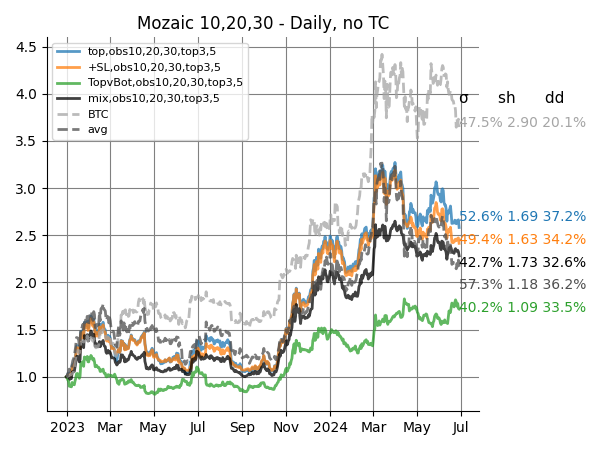 Mozaic 10,20,30 - Daily, no TC
top,obs10,20,30,top3,5
+SL,obs10,20,30,top3,5
TopvBot,obs10,20,30,top3,5
mix,obs10,20,30,top3,5
BTC
avg
4.5
4.0
3.5
3.0
2.5
2.0
1.5
1.0
σ sh dd
47.5% 2.90 20.1%
52.6% 1.69 37.2%
49.4% 1.63 34.2%
42.7% 1.73 32.6%
57.3% 1.18 36.2%
40.2% 1.09 33.5%
2023 Mar May Jul Sep Nov 2024 Mar May Jul